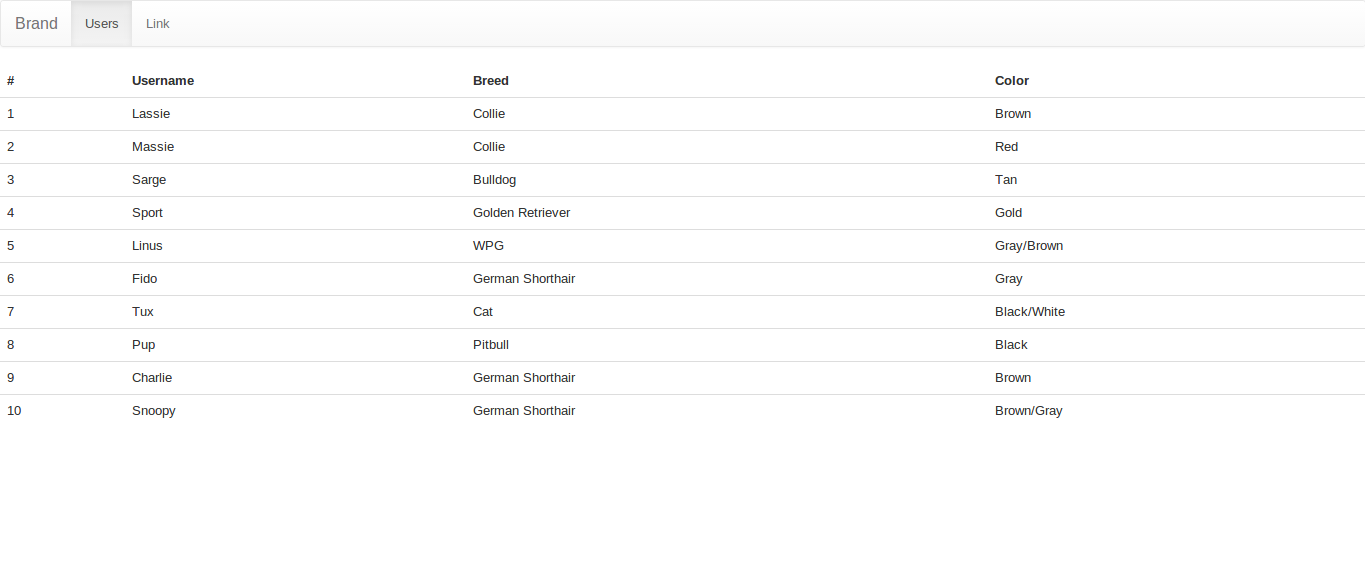 Brand Users Link
# Username Breed Color
1 Lassie Collie Brown
2 Massie Collie Red
3 Sarge Bulldog Tan
4 Sport Golden Retriever Gold
5 Linus WPG Gray/Brown
6 Fido German Shorthair Gray
7 Tux Cat Black/White
8 Pup Pitbull Black
9 Charlie German Shorthair Brown
10 Snoopy German Shorthair Brown/Gray